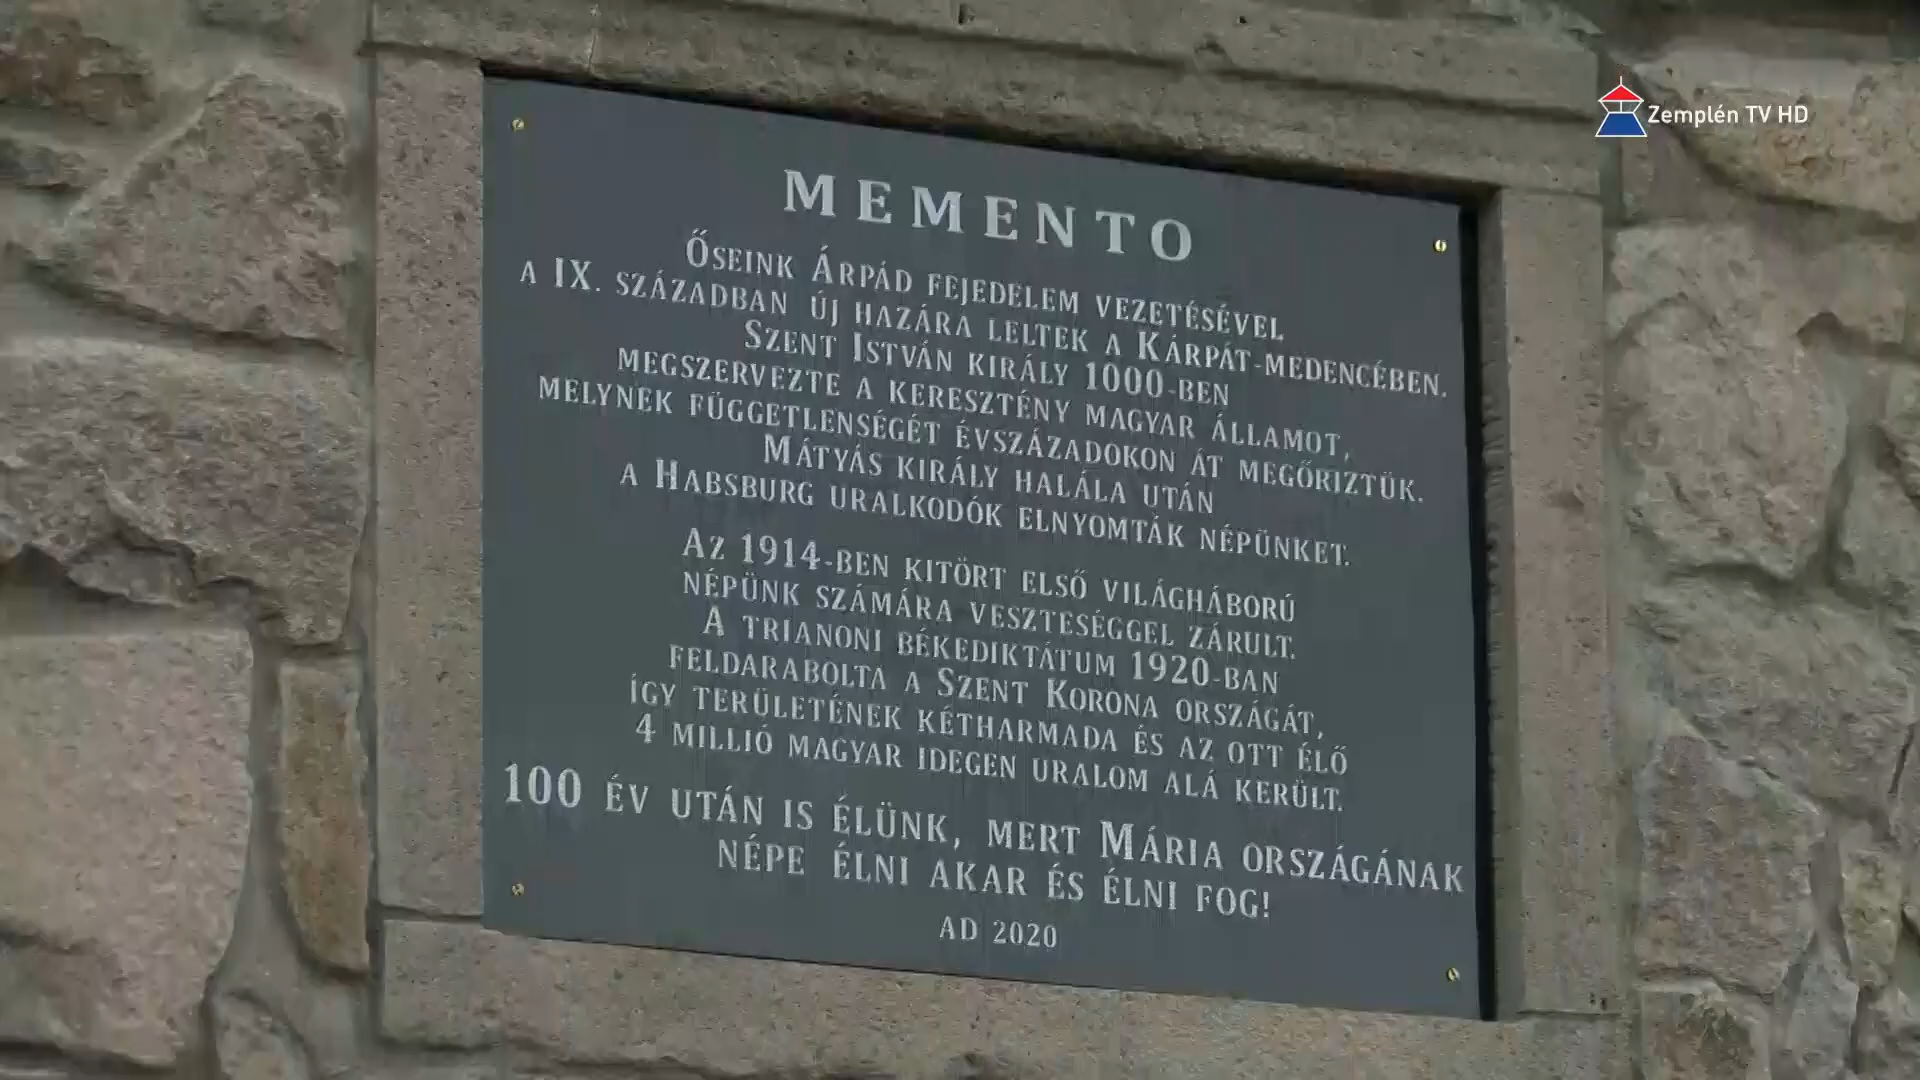 Zemplén TV HD
MEMENTO
Őseink Árpád fejedelem vezetésével
a IX. században új hazára leltek a Kárpát-medencében.
Szent István király 1000-ben
megszervezte a keresztény magyar államot,
melynek függetlenségét évszázadokon át megőriztük.
Mátyás király halála után
a Habsburg uralkodók elnyomták népünket.
Az 1914-ben kitört első világháború
népünk számára veszteséggel zárult.
A trianoni békediktátum 1920-ban
feldarabolta a Szent Korona országát,
így területének kétharmada és az ott élő
4 millió magyar idegen uralom alá került.
100 év után is élünk, mert Mária országának
népe élni akar és élni fog!
AD 2020